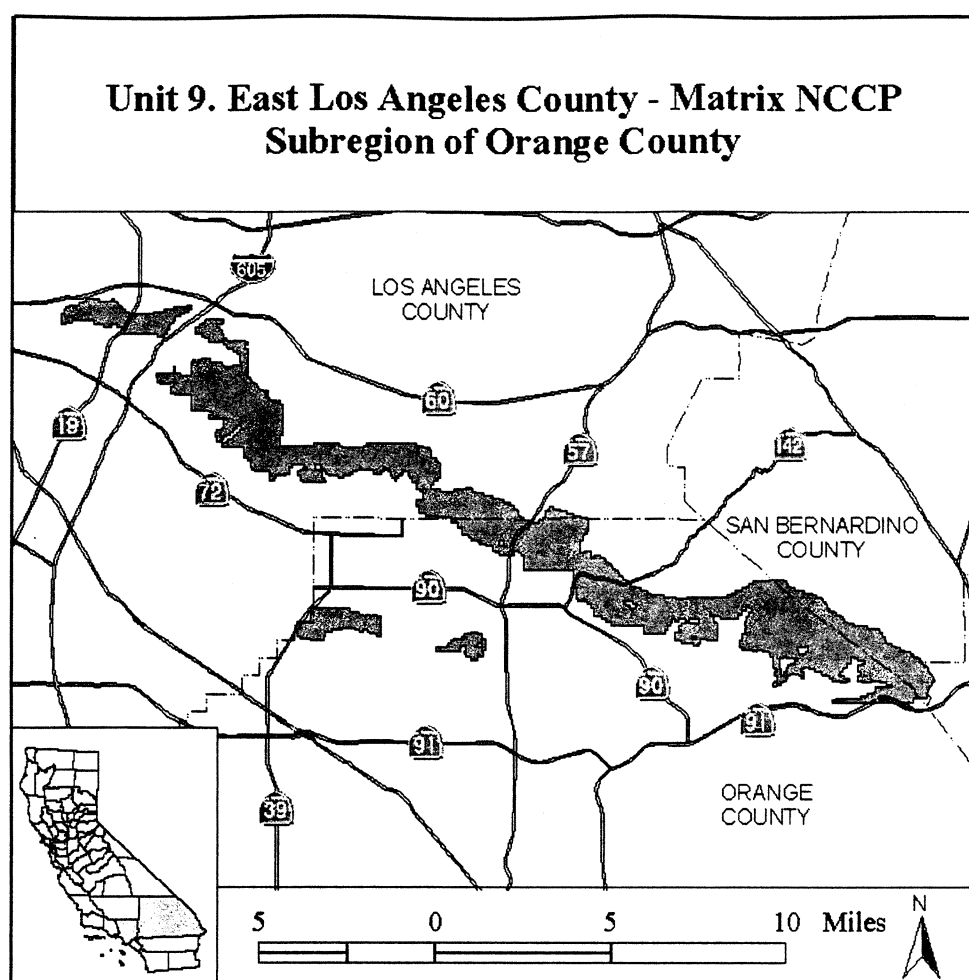 Unit 9. East Los Angeles County - Matrix NCCP
Subregion of Orange County
605
LOS ANGELES
COUNTY
60
19
57
142
72
SAN BERNARDINO
COUNTY
90
90
91
91
39
ORANGE
COUNTY
N
5 0 5 10 Miles